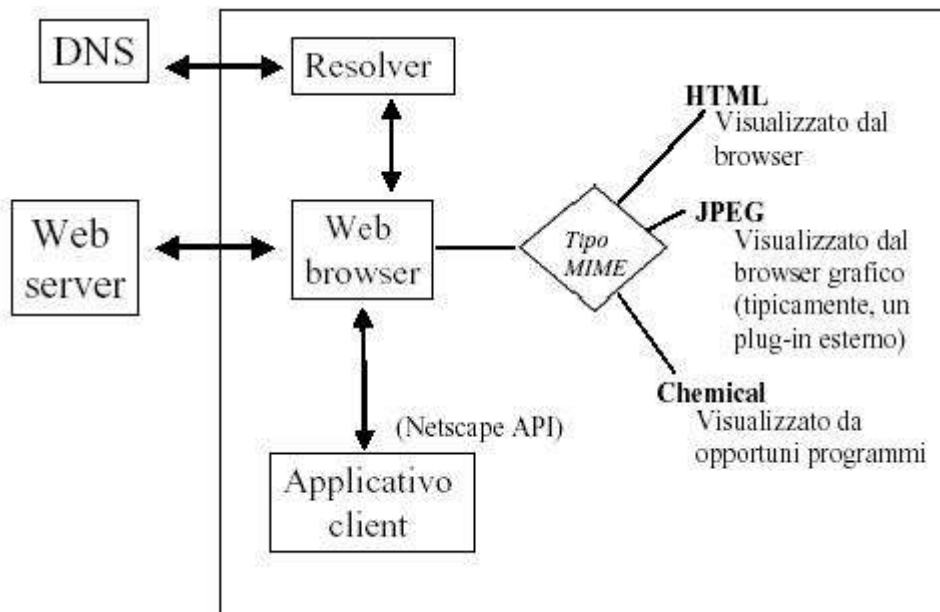 DNS
Resolver
HTML
Visualizzato dal
browser
Web
server
Web
browser
Tipo
MIME
JPEG
Visualizzato dal
browser grafico
(tipicamente, un
plug-in esterno)
Chemical
Visualizzato da
opportuni programmi
(Netscape API)
Applicativo
client